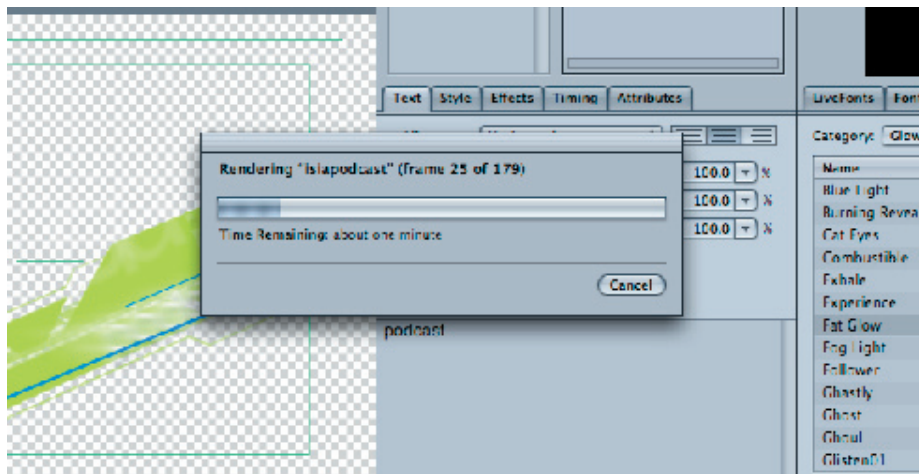 Text Style Effects Timing Attributes
LiveFonts
Category: Glow
Rendering "islapodcast" (frame 25 of 179)
Time Remaining: about one minute
Cancel
100.0 %
100.0 %
100.0 %
podcast
Name
Blue Light
Burning Revea
Cat Eyes
Combustible
Exhale
Experience
Fat Glow
Fog Light
Follower
Ghastly
Ghost
Ghoul
Glisten01